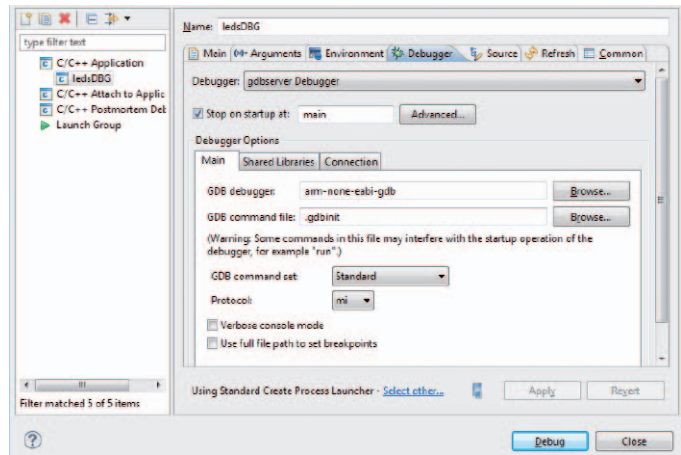 Name: ledsDBG
type filter text
C/C++ Application
ledsDBG
C/C++ Attach to Applic
C/C++ Postmortem Deb
Launch Group
Filter matched 5 of 5 items
Main Arguments Environment Debugger Source Refresh Common
Debugger: gdbserver Debugger
Stop on startup at: main Advanced...
Debugger Options
Main Shared Libraries Connection
GDB debugger: arm-none-eabi-gdb Browse...
GDB command file: .gdbinit Browse...
(Warning: Some commands in this file may interfere with the startup operation of the
debugger, for example "run".)
GDB command set: Standard
Protocol: mi
Verbose console mode
Use full file path to set breakpoints
Using Standard Create Process Launcher - Select other... Apply Revert
Debug Close